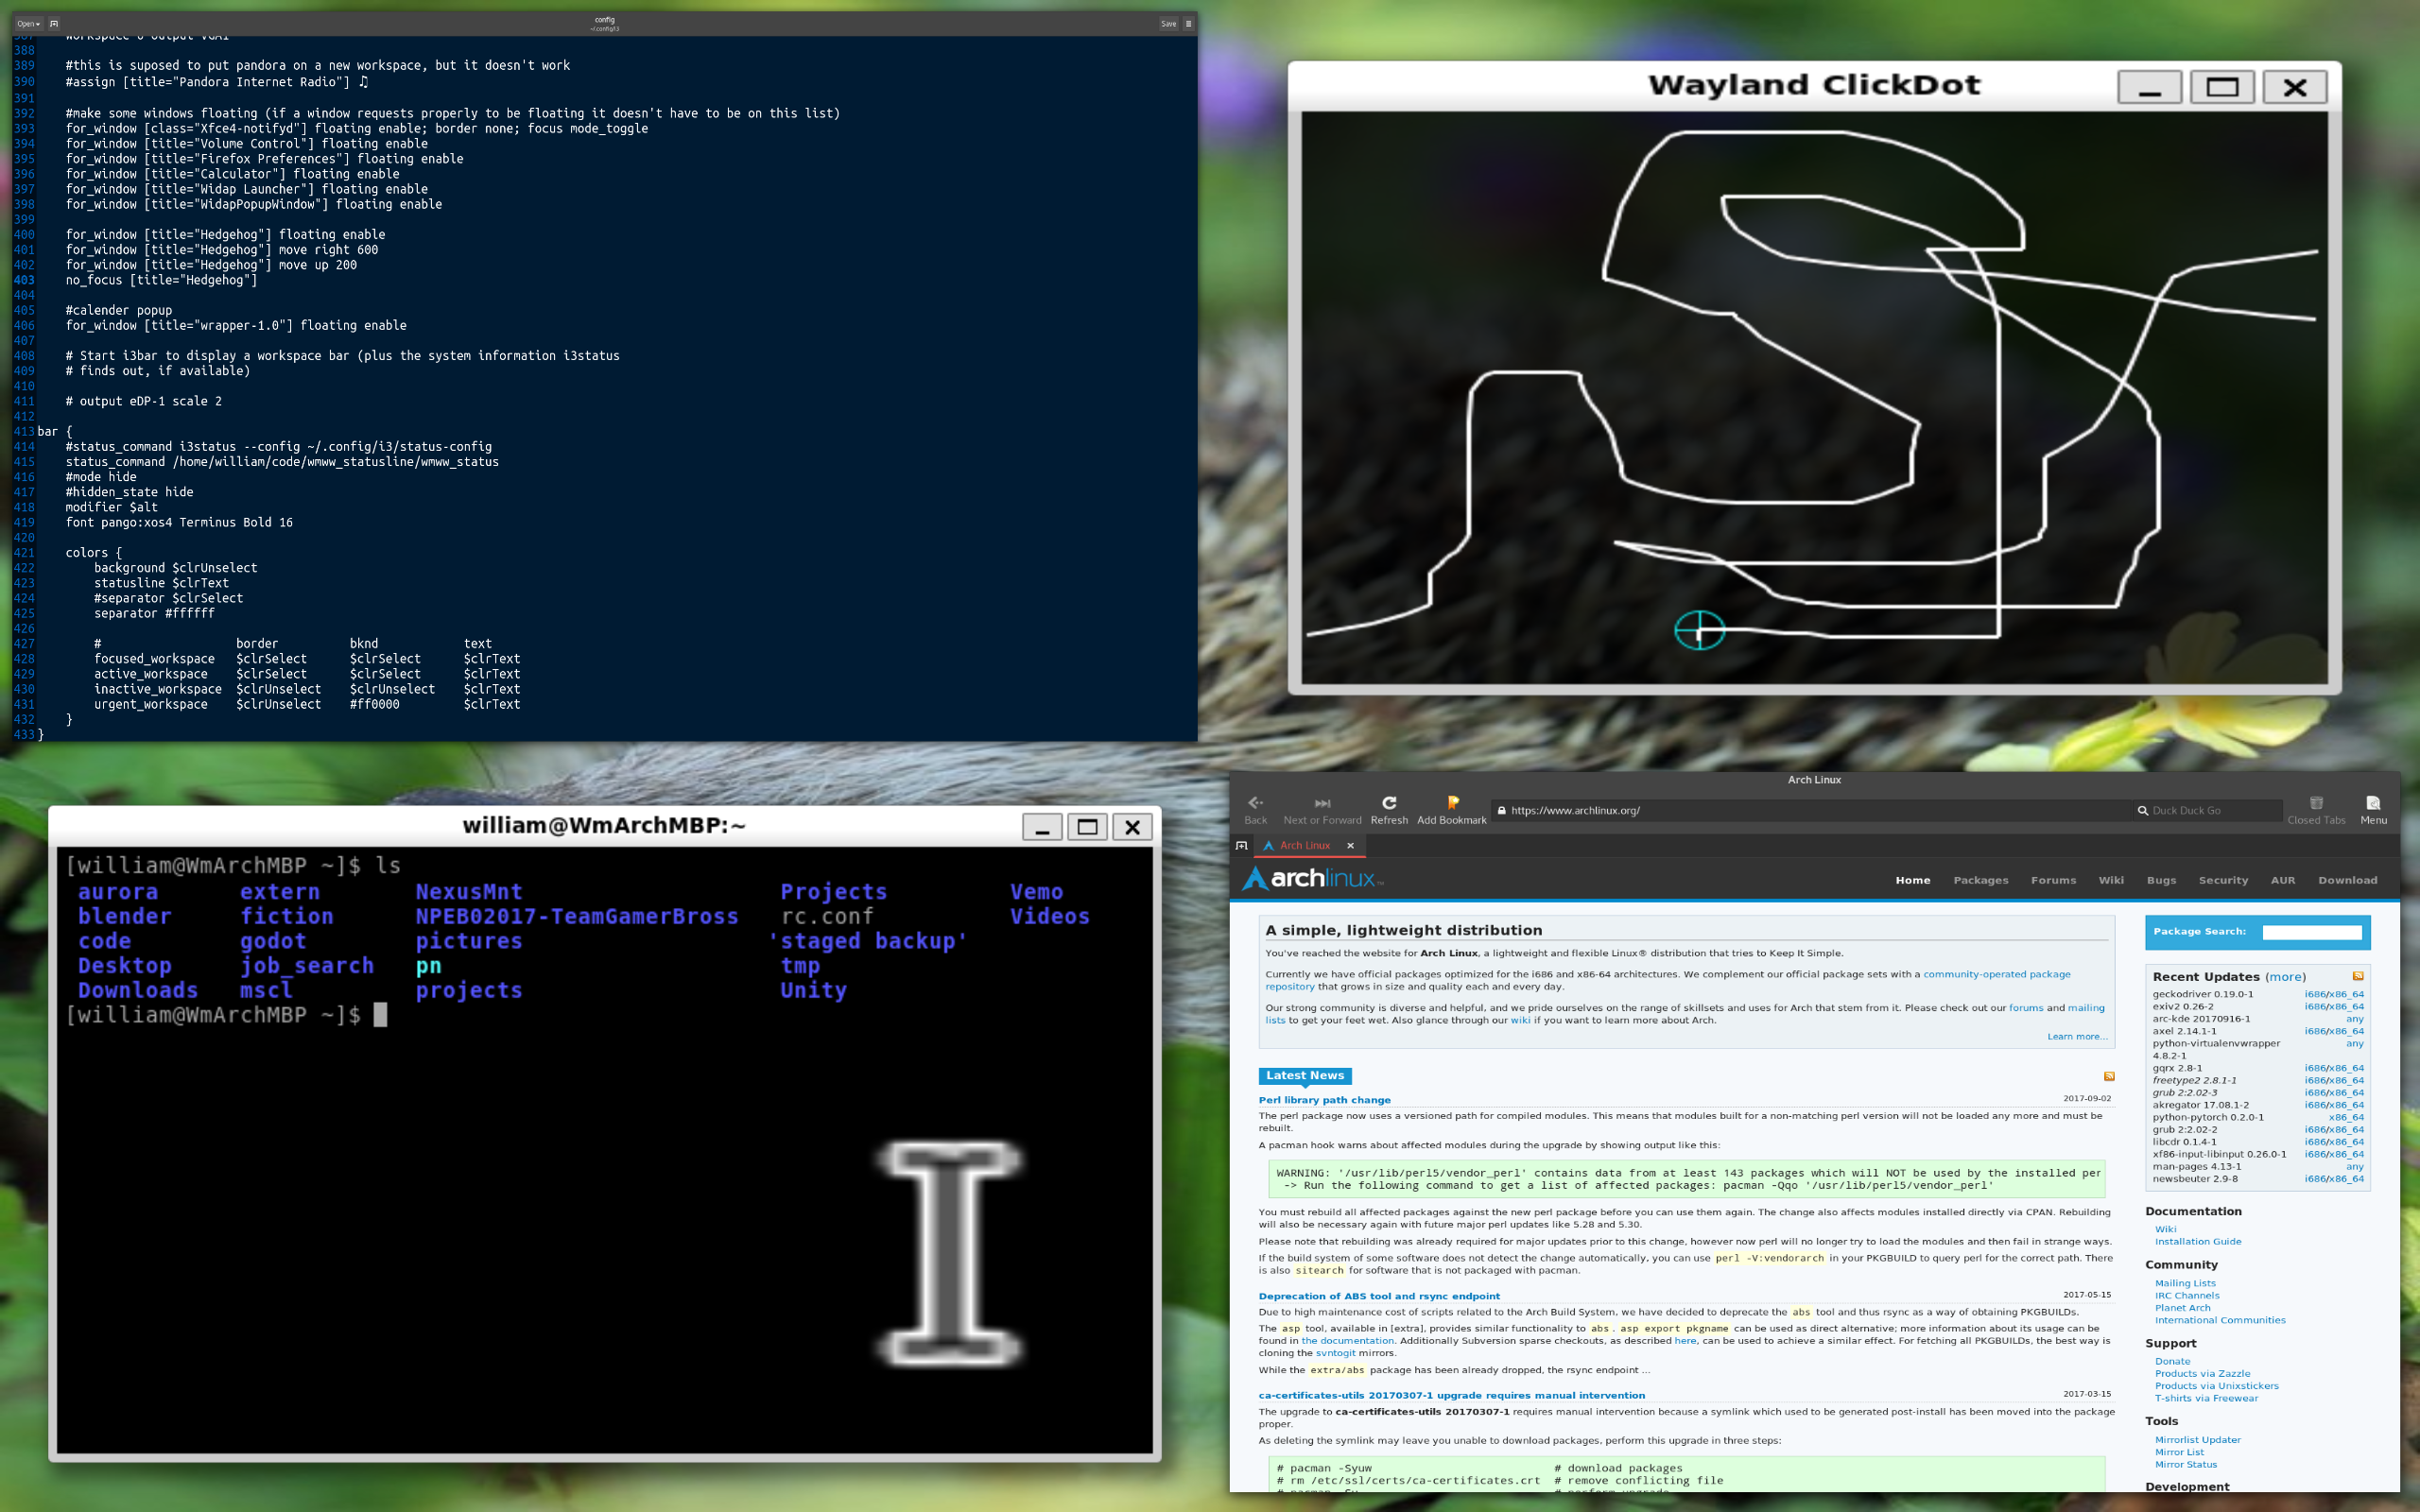 Open
config
~/.config/i3
Save
387 workspace 8 output VGA1
388
389 #this is suposed to put pandora on a new workspace, but it doesn't work
390 #assign [title="Pandora Internet Radio"] ♫
391
392 #make some windows floating (if a window requests properly to be floating it doesn't have to be on this list)
393 for_window [class="Xfce4-notifyd"] floating enable; border none; focus mode_toggle
394 for_window [title="Volume Control"] floating enable
395 for_window [title="Firefox Preferences"] floating enable
396 for_window [title="Calculator"] floating enable
397 for_window [title="Widap Launcher"] floating enable
398 for_window [title="WidapPopupWindow"] floating enable
399
400 for_window [title="Hedgehog"] floating enable
401 for_window [title="Hedgehog"] move right 600
402 for_window [title="Hedgehog"] move up 200
403 no_focus [title="Hedgehog"]
404
405 #calender popup
406 for_window [title="wrapper-1.0"] floating enable
407
408 # Start i3bar to display a workspace bar (plus the system information i3status
409 # finds out, if available)
410
411 # output eDP-1 scale 2
412
413 bar {
414 #status_command i3status --config ~/.config/i3/status-config
415 status_command /home/william/code/wmww_statusline/wmww_status
416 #mode hide
417 #hidden_state hide
418 modifier $alt
419 font pango:xos4 Terminus Bold 16
420
421 colors {
422 background $clrUnselect
423 statusline $clrText
424 #separator $clrSelect
425 separator #ffffff
426
427 # border bknd text
428 focused_workspace $clrSelect $clrSelect $clrText
429 active_workspace $clrSelect $clrSelect $clrText
430 inactive_workspace $clrUnselect $clrUnselect $clrText
431 urgent_workspace $clrUnselect #ff0000 $clrText
432 }
433 }
Wayland ClickDot
william@WmArchMBP:~
[william@WmArchMBP ~]$ ls
aurora extern NexusMnt Projects Vemo
blender fiction NPEB02017-TeamGamerBross rc.conf Videos
code godot pictures 'staged backup'
Desktop job_search pn tmp
Downloads mscl projects Unity
[william@WmArchMBP ~]$
Arch Linux
Back Next or Forward Refresh Add Bookmark https://www.archlinux.org/ Duck Duck Go Closed Tabs Menu
Arch Linux
archlinux™ Home Packages Forums Wiki Bugs Security AUR Download
A simple, lightweight distribution
You've reached the website for Arch Linux, a lightweight and flexible Linux® distribution that tries to Keep It Simple.
Currently we have official packages optimized for the i686 and x86-64 architectures. We complement our official package sets with a community-operated package
repository that grows in size and quality each and every day.
Our strong community is diverse and helpful, and we pride ourselves on the range of skillsets and uses for Arch that stem from it. Please check out our forums and mailing
lists to get your feet wet. Also glance through our wiki if you want to learn more about Arch.
Learn more...
Latest News
Perl library path change 2017-09-02
The perl package now uses a versioned path for compiled modules. This means that modules built for a non-matching perl version will not be loaded any more and must be
rebuilt.
A pacman hook warns about affected modules during the upgrade by showing output like this:
WARNING: '/usr/lib/perl5/vendor_perl' contains data from at least 143 packages which will NOT be used by the installed per
-> Run the following command to get a list of affected packages: pacman -Qqo '/usr/lib/perl5/vendor_perl'
You must rebuild all affected packages against the new perl package before you can use them again. The change also affects modules installed directly via CPAN. Rebuilding
will also be necessary again with future major perl updates like 5.28 and 5.30.
Please note that rebuilding was already required for major updates prior to this change, however now perl will no longer try to load the modules and then fail in strange ways.
If the build system of some software does not detect the change automatically, you can use perl -V:vendorarch in your PKGBUILD to query perl for the correct path. There
is also sitearch for software that is not packaged with pacman.
Deprecation of ABS tool and rsync endpoint 2017-05-15
Due to high maintenance cost of scripts related to the Arch Build System, we have decided to deprecate the abs tool and thus rsync as a way of obtaining PKGBUILDs.
The asp tool, available in [extra], provides similar functionality to abs. asp export pkgname can be used as direct alternative; more information about its usage can be
found in the documentation. Additionally Subversion sparse checkouts, as described here, can be used to achieve a similar effect. For fetching all PKGBUILDs, the best way is
cloning the svntogit mirrors.
While the extra/abs package has been already dropped, the rsync endpoint ...
ca-certificates-utils 20170307-1 upgrade requires manual intervention 2017-03-15
The upgrade to ca-certificates-utils 20170307-1 requires manual intervention because a symlink which used to be generated post-install has been moved into the package
proper.
As deleting the symlink may leave you unable to download packages, perform this upgrade in three steps:
# pacman -Syuw # download packages
# rm /etc/ssl/certs/ca-certificates.crt # remove conflicting file
# pacman -Su # perform upgrade
Package Search:
Recent Updates (more)
geckodriver 0.19.0-1 i686/x86_64
exiv2 0.26-2 i686/x86_64
arc-kde 20170916-1 any
axel 2.14.1-1 i686/x86_64
python-virtualenvwrapper any
4.8.2-1
gqrx 2.8-1 i686/x86_64
freetype2 2.8.1-1 i686/x86_64
grub 2:2.02-3 i686/x86_64
akregator 17.08.1-2 i686/x86_64
python-pytorch 0.2.0-1 x86_64
grub 2:2.02-2 i686/x86_64
libcdr 0.1.4-1 i686/x86_64
xf86-input-libinput 0.26.0-1 i686/x86_64
man-pages 4.13-1 any
newsbeuter 2.9-8 i686/x86_64
Documentation
Wiki
Installation Guide
Community
Mailing Lists
IRC Channels
Planet Arch
International Communities
Support
Donate
Products via Zazzle
Products via Unixstickers
T-shirts via Freewear
Tools
Mirrorlist Updater
Mirror List
Mirror Status
Development